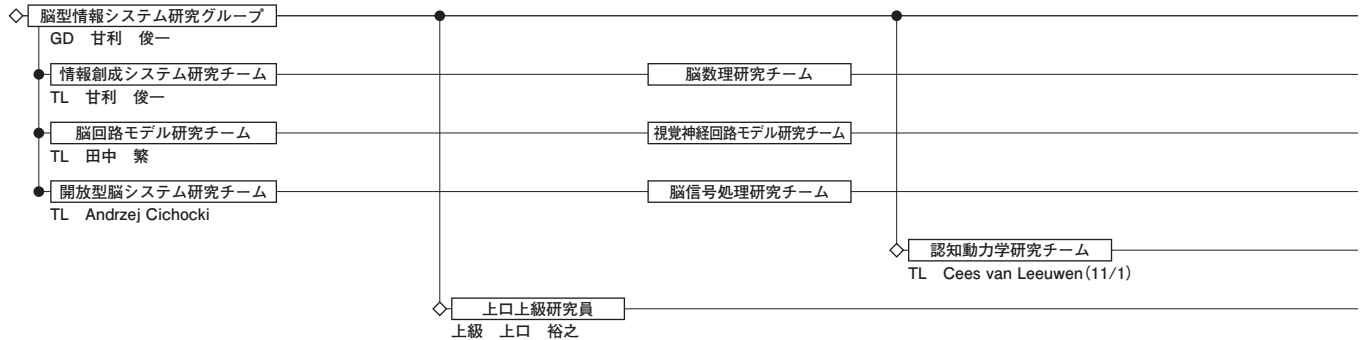 脳型情報システム研究グループ
GD 甘利 俊一
情報創成システム研究チーム
脳数理研究チーム
TL 甘利 俊一
脳回路モデル研究チーム
視覚神経回路モデル研究チーム
TL 田中 繁
開放型脳システム研究チーム
脳信号処理研究チーム
TL Andrzej Cichocki
認知動力学研究チーム
TL Cees van Leeuwen(11/1)
上口上級研究員
上級 上口 裕之